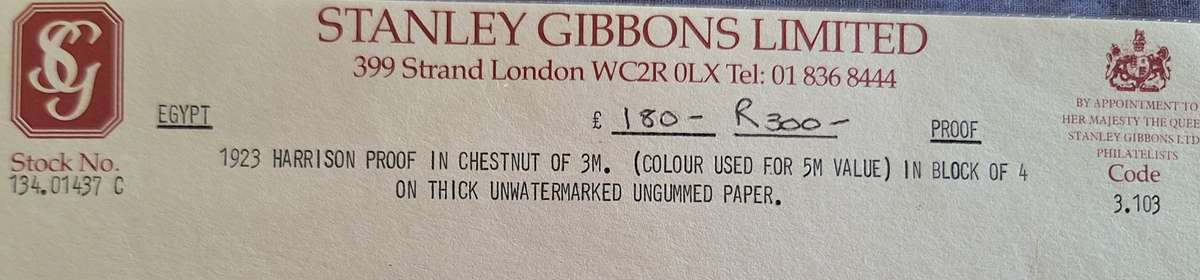 SG
STANLEY GIBBONS LIMITED
399 Strand London WC2R 0LX Tel: 01 836 8444
BY APPOINTMENT TO
HER MAJESTY THE QUEE
STANLEY GIBBONS LTD
PHILATELISTS
EGYPT
£ 180- R300-
PROOF
Stock No.
134.01437 C
1923 HARRISON PROOF IN CHESTNUT OF 3M. (COLOUR USED FOR 5M VALUE) IN BLOCK OF 4
ON THICK UNWATERMARKED UNGUMMED PAPER.
Code
3.103